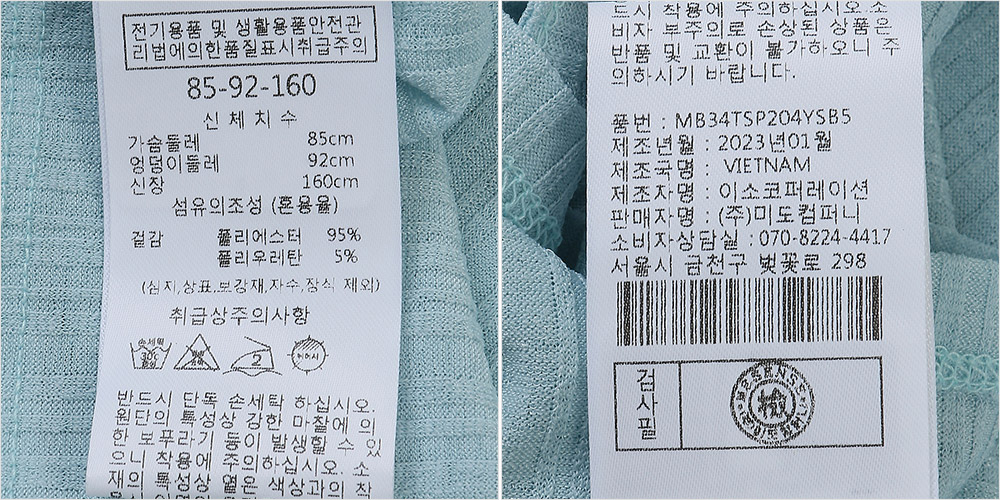 전기용품 및 생활용품안전관
리법에의한품질표시취급주의
85-92-160
신 체 치 수
가슴둘레 85cm
엉덩이둘레 92cm
신장 160cm
섬유의조성 (혼용율)
겉감 폴리에스터 95%
폴리우레탄 5%
(심지,상표,보강재,자수,장식 제외)
취급상주의사항
손세탁
30℃
중성
2
반드시 단독 손세탁 하십시오.
원단의 특성상 강한 마찰에 의
한 보푸라기 등이 발생할 수 있
으니 착용에 주의하십시오. 소
재의 특성상 옅은 색상과의 착
드시 착용에 주의하십시오.소
비자 부주의로 손상된 상품은
반품 및 교환이 불가하오니 주
의하시기 바랍니다.
품번 : MB34TSP204YSB5
제조년월 : 2023년01월
제조국명 : VIETNAM
제조자명 : 이소코퍼레이션
판매자명 : (주)미도컴퍼니
소비자상담실 : 070-8224-4417
서울시 금천구 벚꽃로 298
검사필
檢